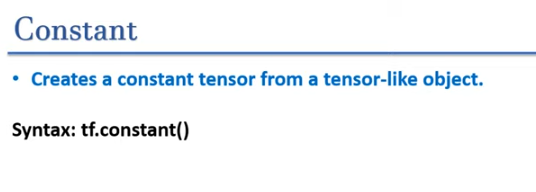 Constant
• Creates a constant tensor from a tensor-like object.
Syntax: tf.constant()